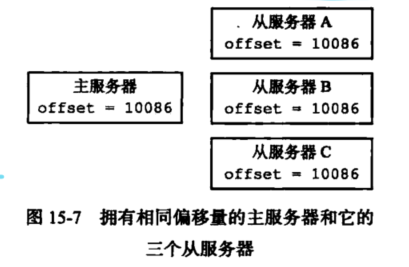 从服务器 A
offset = 10086
主服务器
offset = 10086
从服务器 B
offset = 10086
从服务器 C
offset = 10086
图 15-7 拥有相同偏移量的主服务器和它的
三个从服务器